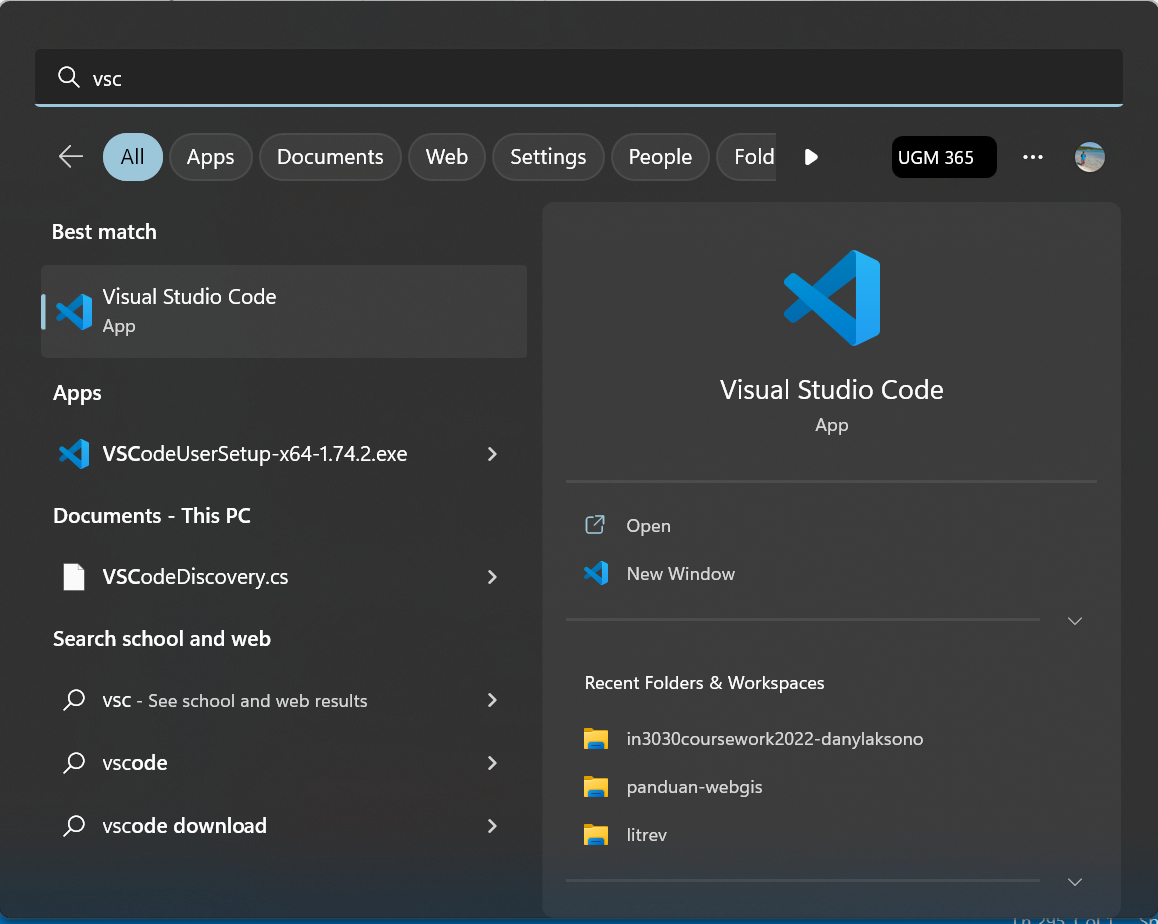 vsc
All
Apps
Documents
Web
Settings
People
Fold
UGM 365
Best match
Visual Studio Code
App
Apps
VSCodeUserSetup-x64-1.74.2.exe
Documents - This PC
VSCodeDiscovery.cs
Search school and web
vsc - See school and web results
vscode
vscode download
Visual Studio Code
App
Open
New Window
Recent Folders & Workspaces
in3030coursework2022-danylaksono
panduan-webgis
litrev